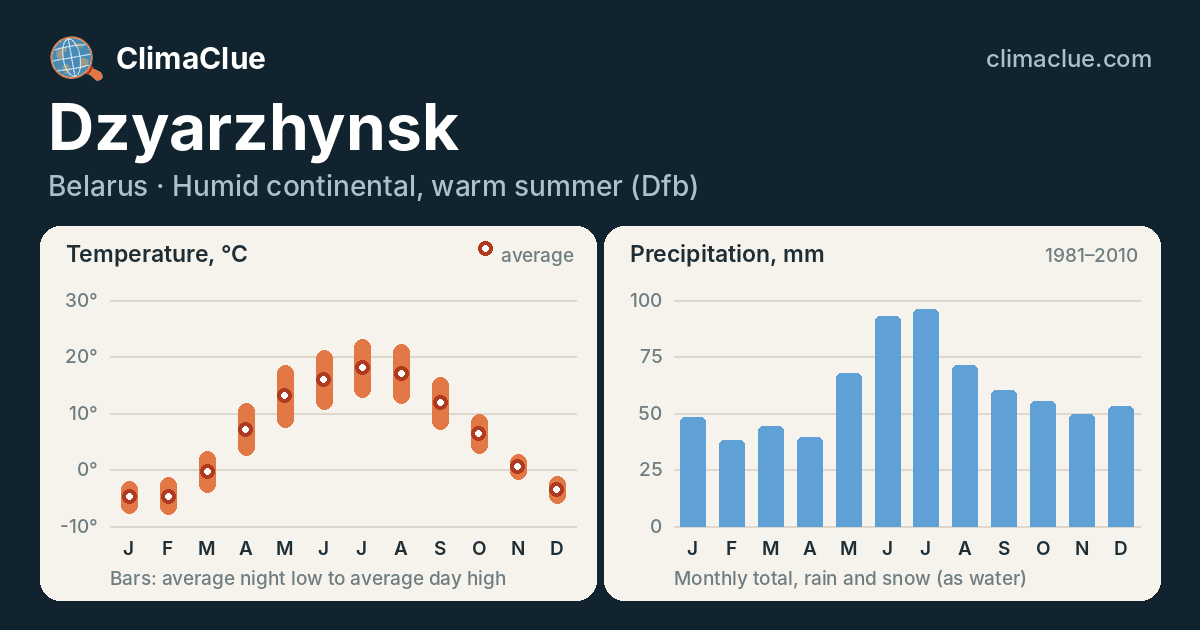 ClimaClue
climaclue.com
Dzyarzhynsk
Belarus · Humid continental, warm summer (Dfb)
Temperature, °C
average
30°
20°
10°
0°
-10°
J F M A M J J A S O N D
Bars: average night low to average day high
Precipitation, mm
1981–2010
100
75
50
25
0
J F M A M J J A S O N D
Monthly total, rain and snow (as water)